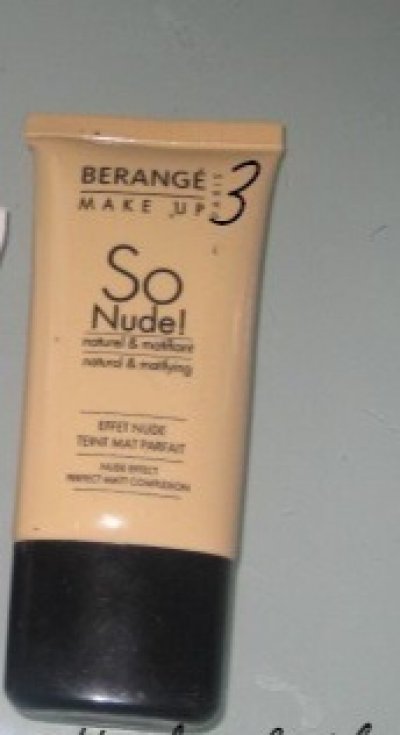 BERANGÉ
MAKE UP PARIS
3
So
Nude!
naturel & matifiant
natural & matifying
EFFET NUDE
TEINT MAT PARFAIT
NUDE EFFECT
PERFECT MATT COMPLEXION